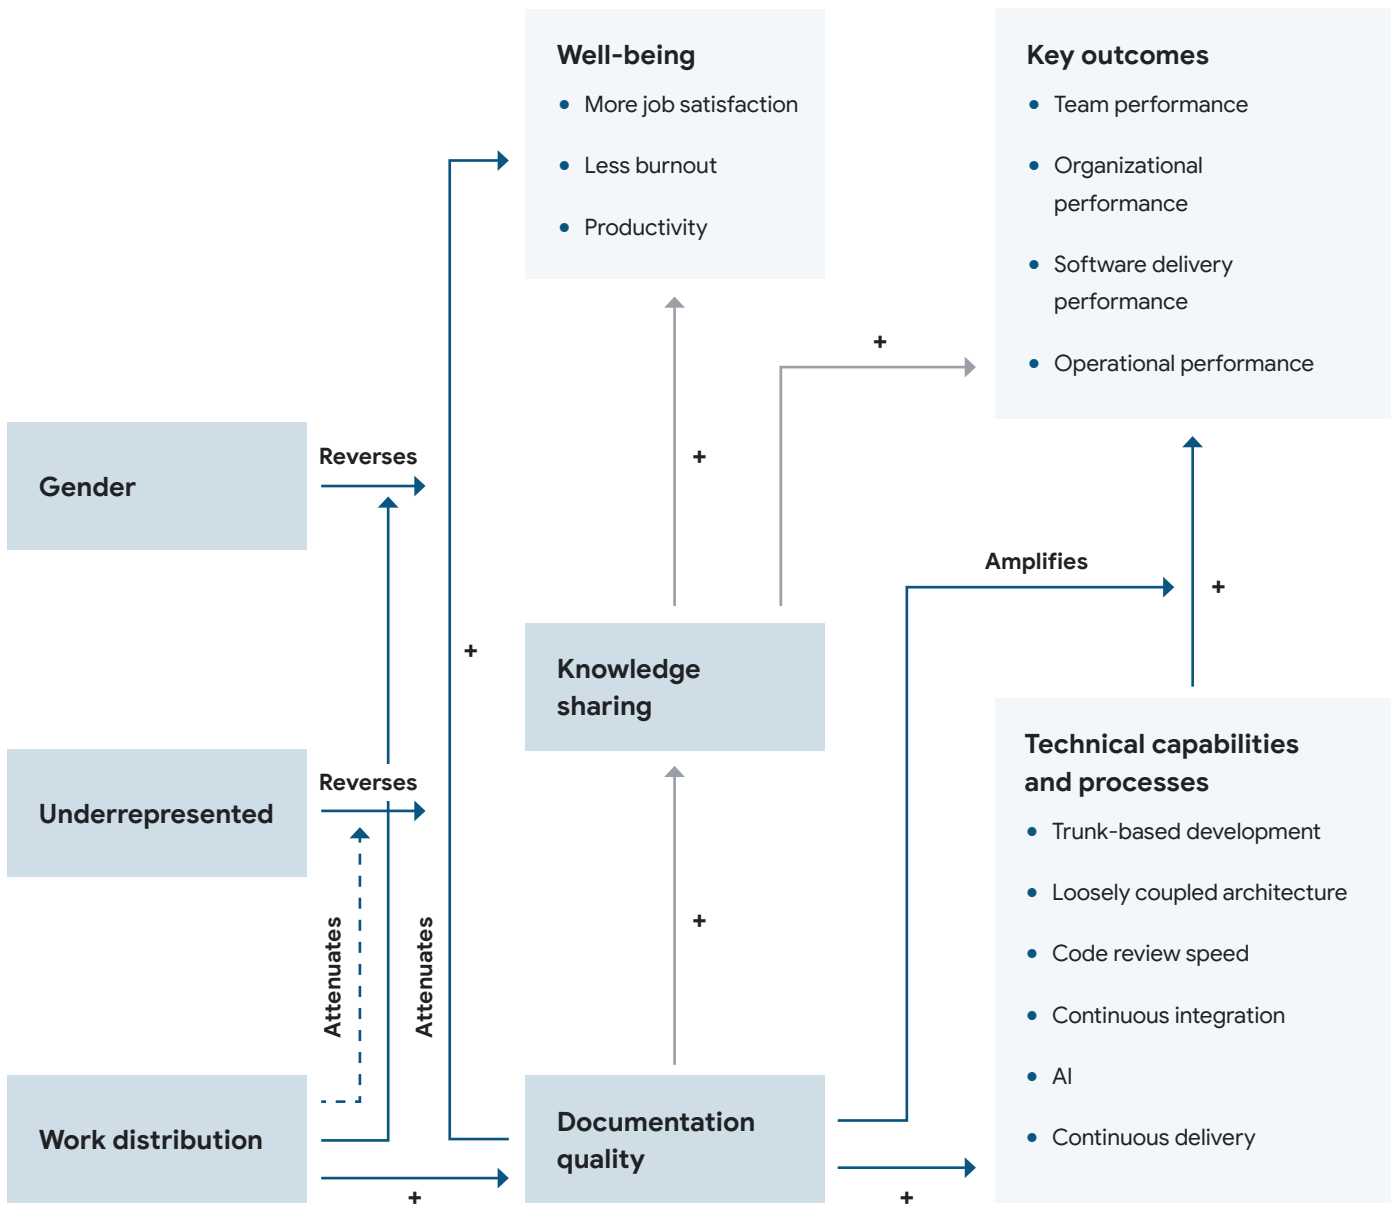 Well-being
More job satisfaction
Less burnout
Productivity
Key outcomes
Team performance
Organizational
performance
Software delivery
performance
Operational performance
+
+
Gender
Reverses
Amplifies
+
+
Knowledge
sharing
Underrepresented
Reverses
Technical capabilities
and processes
Trunk-based development
Loosely coupled architecture
Code review speed
Continuous integration
AI
Continuous delivery
Attenuates
Attenuates
+
Work distribution
+
Documentation
quality
+